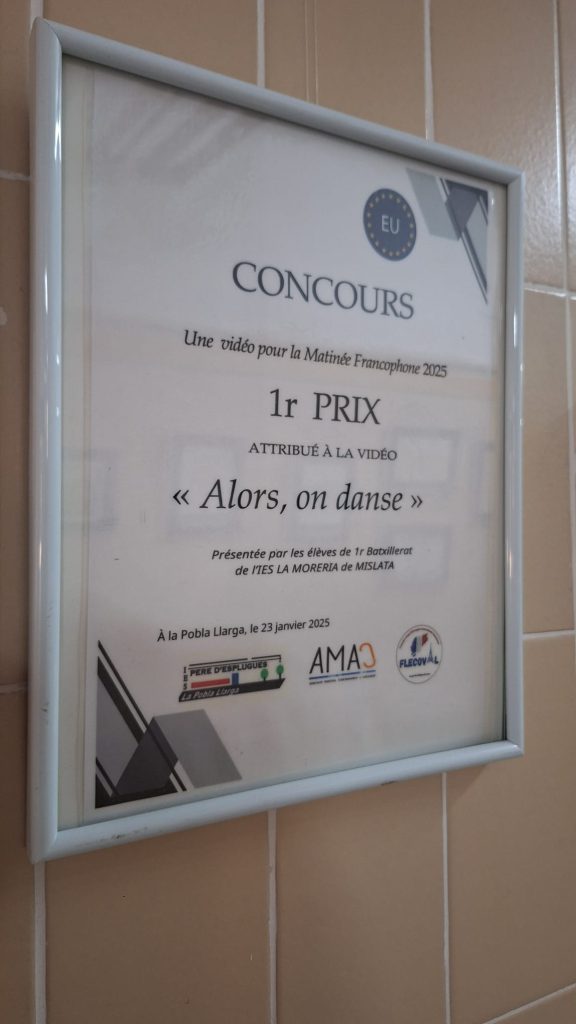 EU
CONCOURS
Une vidéo pour la Matinée Francophone 2025
1r PRIX
ATTRIBUÉ À LA VIDÉO
« Alors, on danse »
Présentée par les élèves de 1r Batxillerat
de l'IES LA MORERIA de MISLATA
À la Pobla Llarga, le 23 janvier 2025
IES
PERE D'ESPLUGUES
La Pobla Llarga
AMAC
FLECOVAL